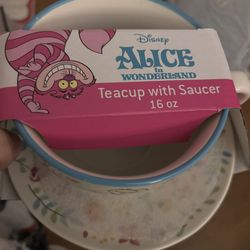 Disney
ALICE
in
WONDERLAND
Teacup with Saucer
16 oz